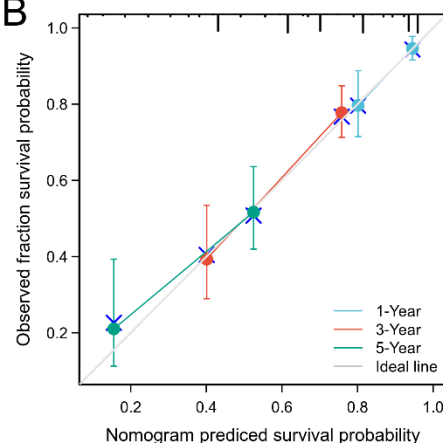 B
Observed fraction survival probability
1.0
0.8
0.6
0.4
0.2
1-Year
3-Year
5-Year
Ideal line
0.2 0.4 0.6 0.8 1.0
Nomogram prediced survival probability